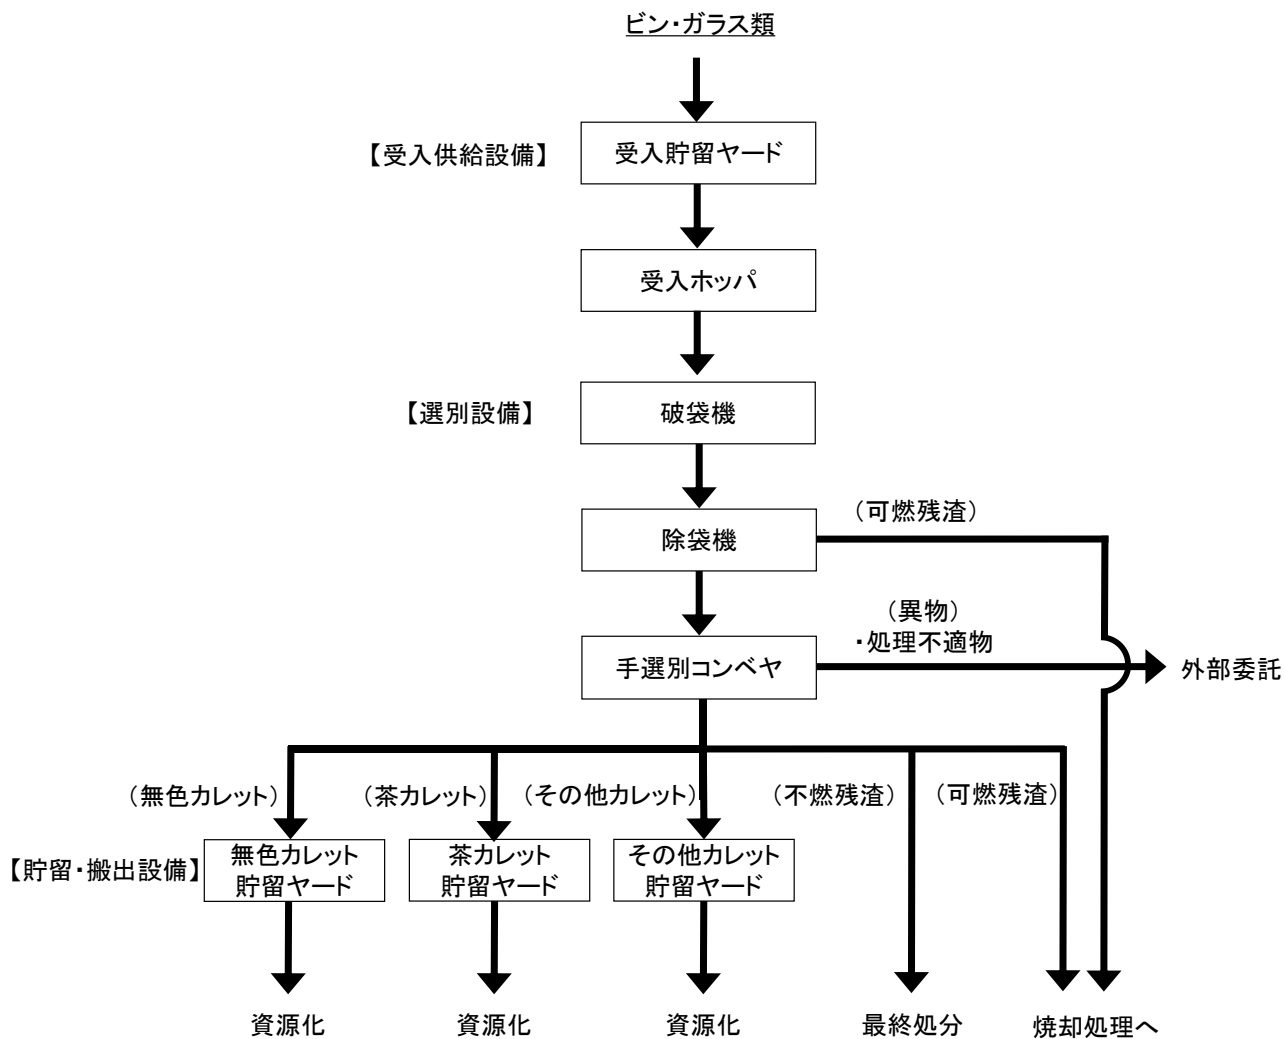 ビン・ガラス類
【受入供給設備】
受入貯留ヤード
受入ホッパ
【選別設備】
破袋機
除袋機
（可燃残渣）
（異物）
・処理不適物
手選別コンベヤ
外部委託
（無色カレット）
（茶カレット）
（その他カレット）
（不燃残渣）
（可燃残渣）
【貯留・搬出設備】
無色カレット
貯留ヤード
茶カレット
貯留ヤード
その他カレット
貯留ヤード
資源化
資源化
資源化
最終処分
焼却処理へ